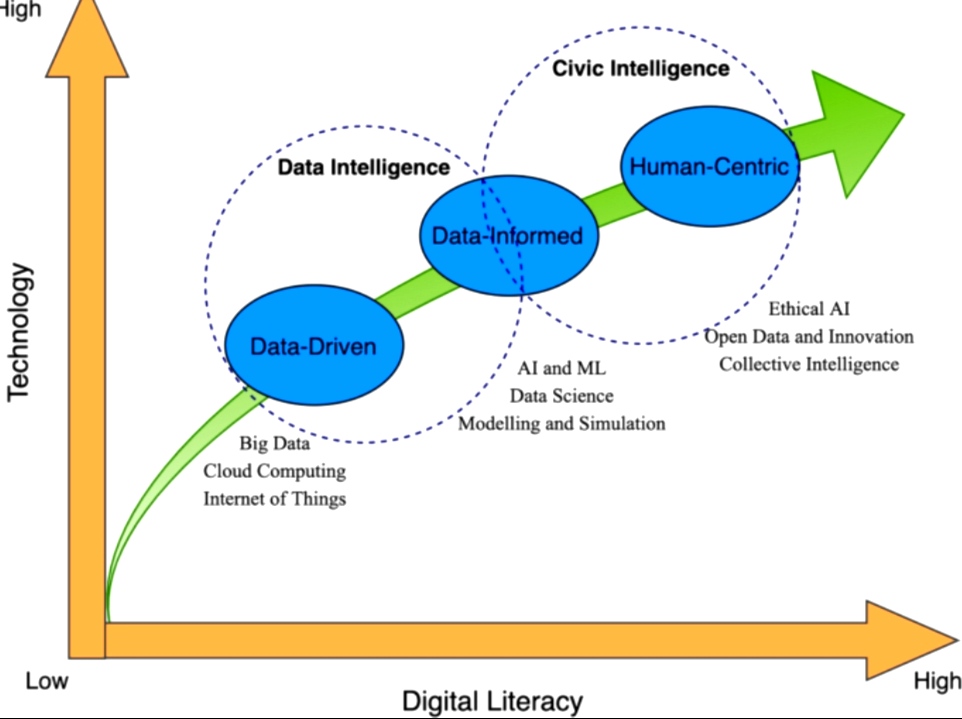 High
Civic Intelligence
Data Intelligence
Human-Centric
Data-Informed
Data-Driven
Technology
Ethical AI
Open Data and Innovation
Collective Intelligence
AI and ML
Data Science
Modelling and Simulation
Big Data
Cloud Computing
Internet of Things
Low
High
Digital Literacy